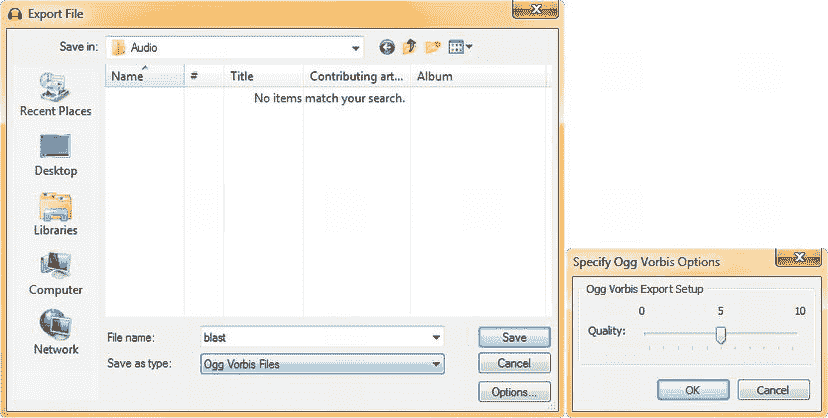 Export File
Save in: Audio
Name # Title Contributing art... Album
No items match your search.
Recent Places
Desktop
Libraries
Computer
Network
File name: blast Save
Save as type: Ogg Vorbis Files Cancel
Options...
Specify Ogg Vorbis Options
Ogg Vorbis Export Setup
0 5 10
Quality:
OK Cancel